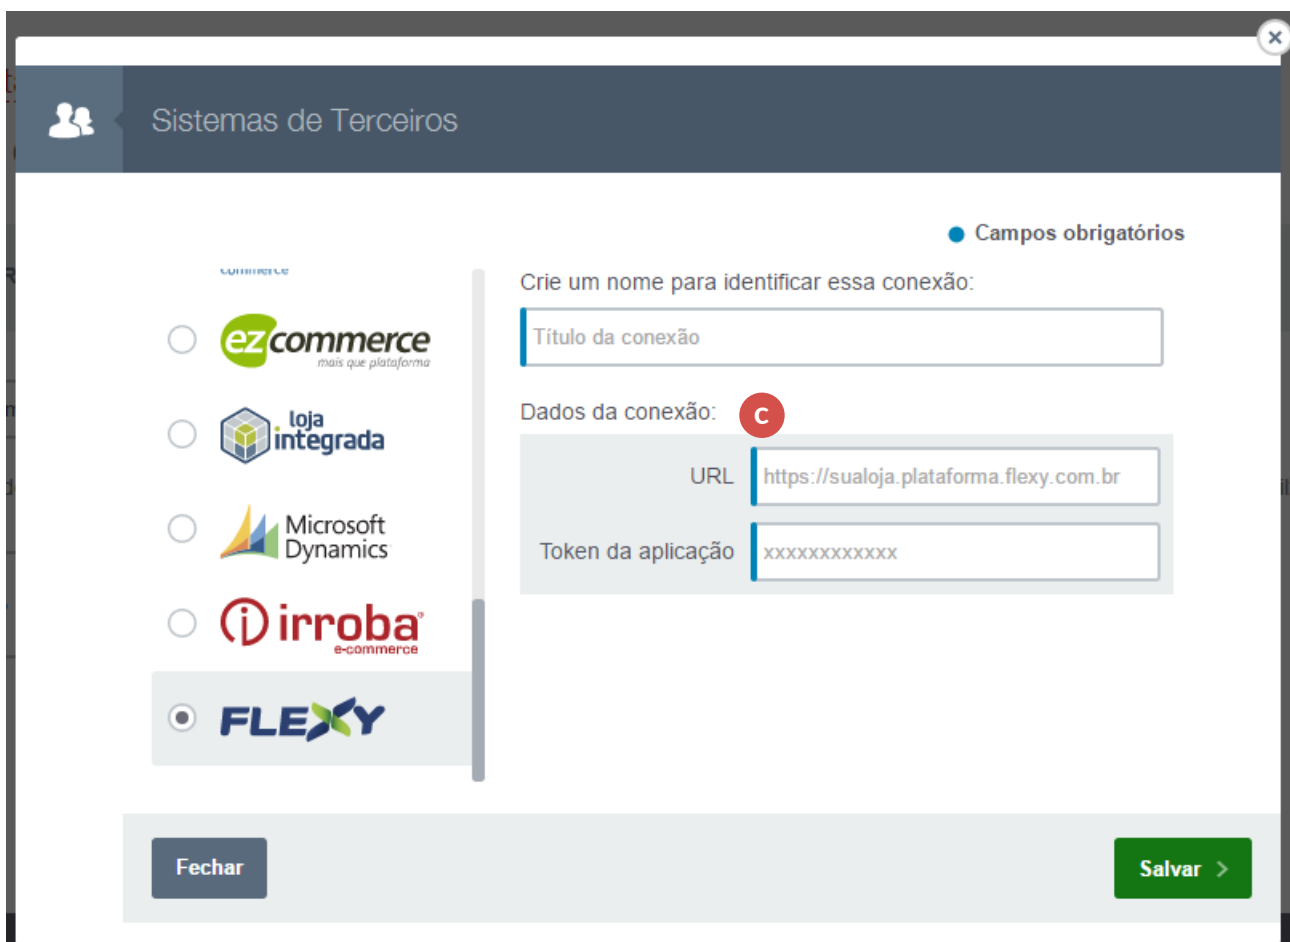 Sistemas de Terceiros
Campos obrigatórios
commerce
ezcommerce
mais que plataforma
loja
integrada
Microsoft
Dynamics
irroba
e-commerce
FLEXY
Crie um nome para identificar essa conexão:
Título da conexão
Dados da conexão: C
URL https://sualoja.plataforma.flexy.com.br
Token da aplicação xxxxxxxxxxxx
Fechar
Salvar >